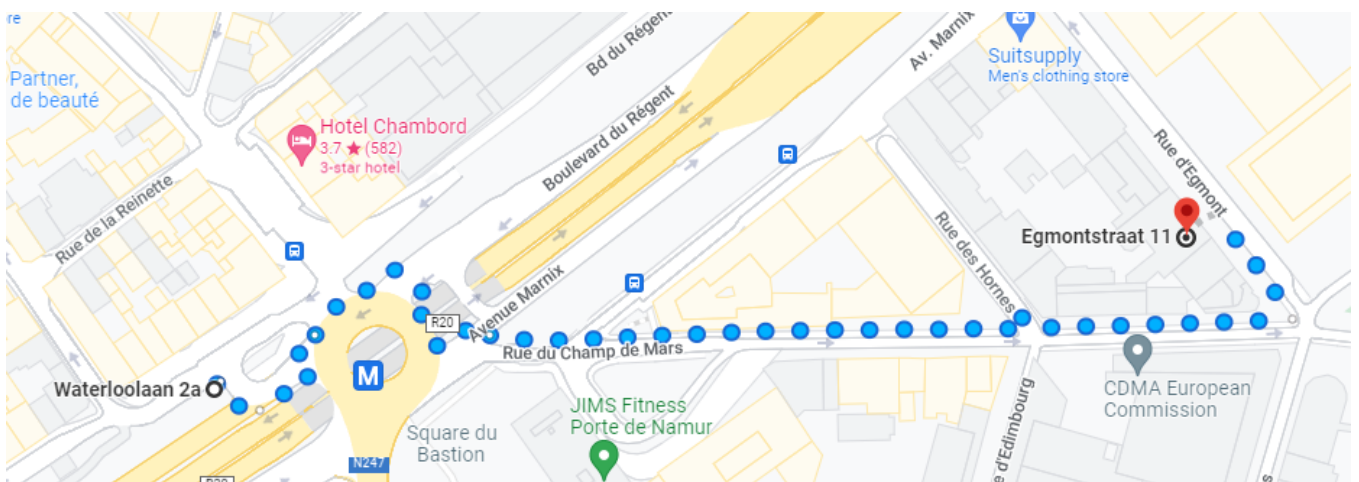 re
Partner,
de beauté
Hotel Chambord
3.7 ★ (582)
3-star hotel
Rue de la Reinette
Bd du Régent
Boulevard du Régent
Av. Marnix
Suitsupply
Men's clothing store
Rue d'Egmont
Egmontstraat 11
Rue des Hornes
Avenue Marnix
R20
Rue du Champ de Mars
Waterloolaan 2a
M
Square du
Bastion
N247
JIMS Fitness
Porte de Namur
CDMA European
Commission
e d'Edimbourg